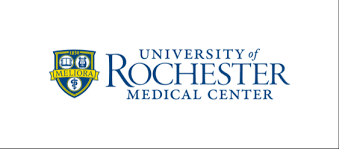 1850
MELIORA
UNIVERSITY of
ROCHESTER
MEDICAL CENTER